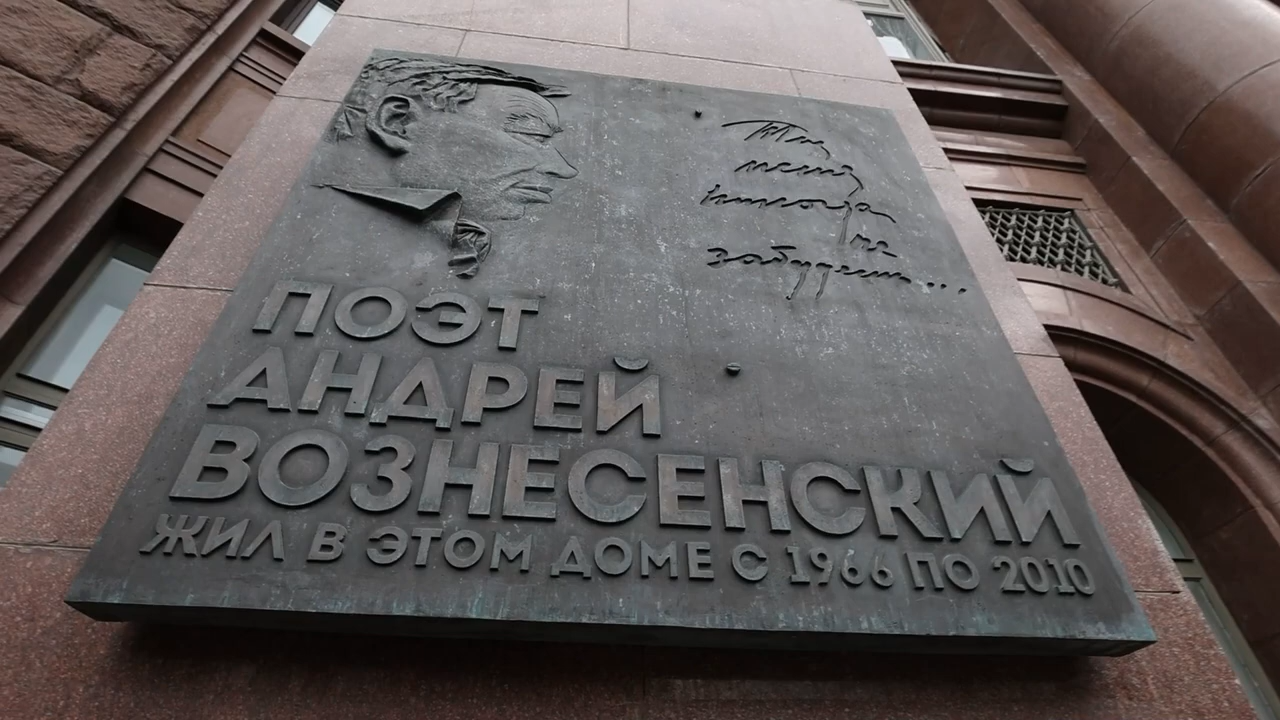 Ты
меня
никогда
не
забудешь...
ПОЭТ
АНДРЕЙ
ВОЗНЕСЕНСКИЙ
ЖИЛ В ЭТОМ ДОМЕ С 1966 ПО 2010